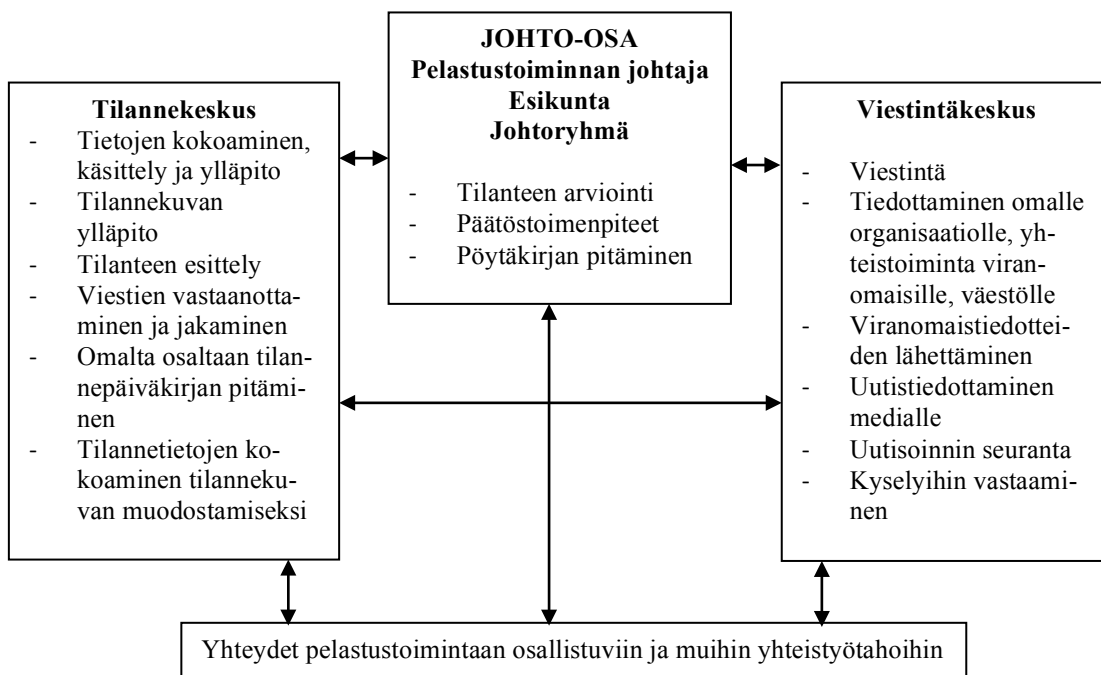 JOHTO-OSA
Pelastustoiminnan johtaja
Esikunta
Johtoryhmä
- Tilanteen arviointi
- Päätöstoimenpiteet
- Pöytäkirjan pitäminen
Tilannekeskus
- Tietojen kokoaminen,
käsittely ja ylläpito
- Tilannekuvan
ylläpito
- Tilanteen esittely
- Viestien vastaanotta-
minen ja jakaminen
- Omalta osaltaan tilan-
nepäiväkirjan pitämi-
nen
- Tilannetietojen ko-
koaminen tilanneku-
van muodostamiseksi
Viestintäkeskus
- Viestintä
- Tiedottaminen omalle
organisaatiolle, yh-
teistoiminta viran-
omaisille, väestölle
- Viranomaistiedottei-
den lähettäminen
- Uutistiedottaminen
medialle
- Uutisoinnin seuranta
- Kyselyihin vastaami-
nen
Yhteydet pelastustoimintaan osallistuviin ja muihin yhteistyötahoihin